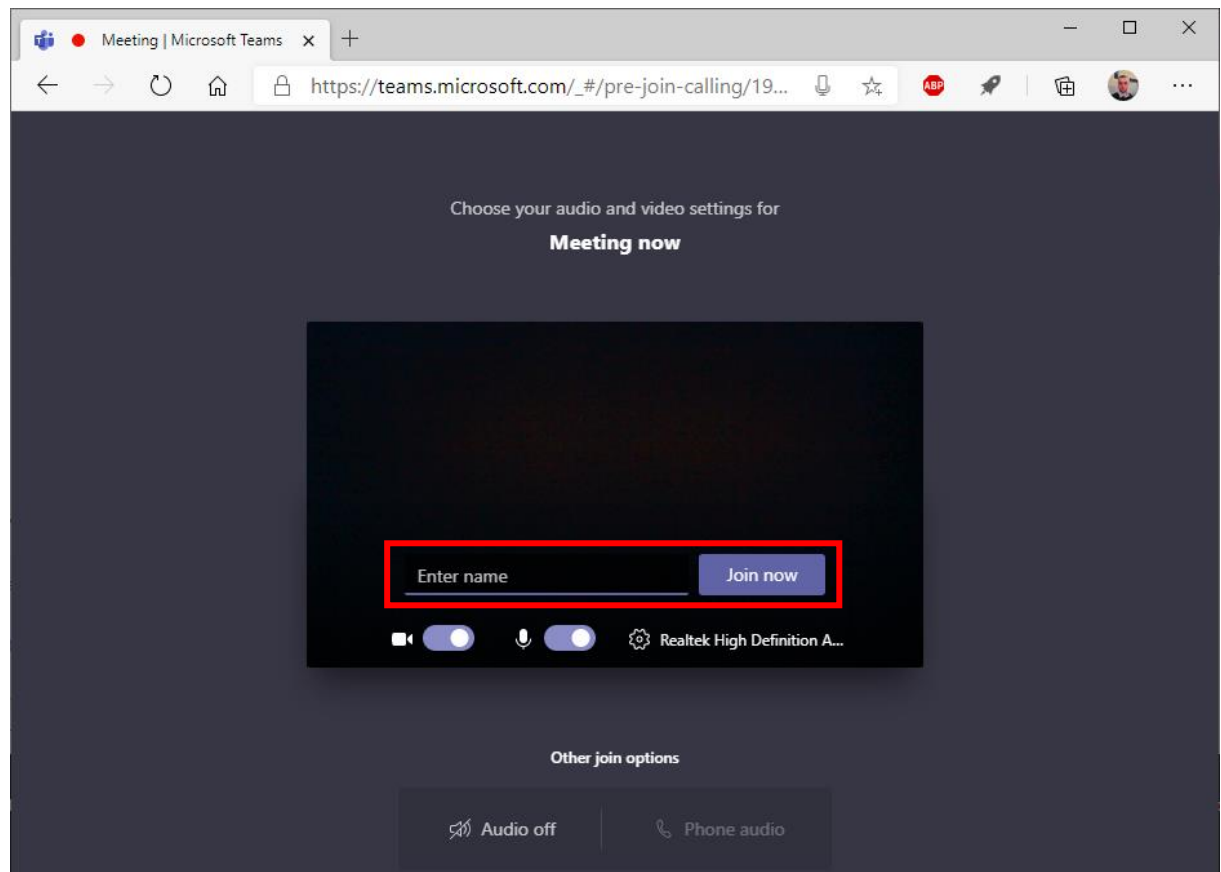 Meeting | Microsoft Teams
https://teams.microsoft.com/_#/pre-join-calling/19...
ABP
Choose your audio and video settings for
Meeting now
Enter name
Join now
Realtek High Definition A...
Other join options
Audio off
Phone audio